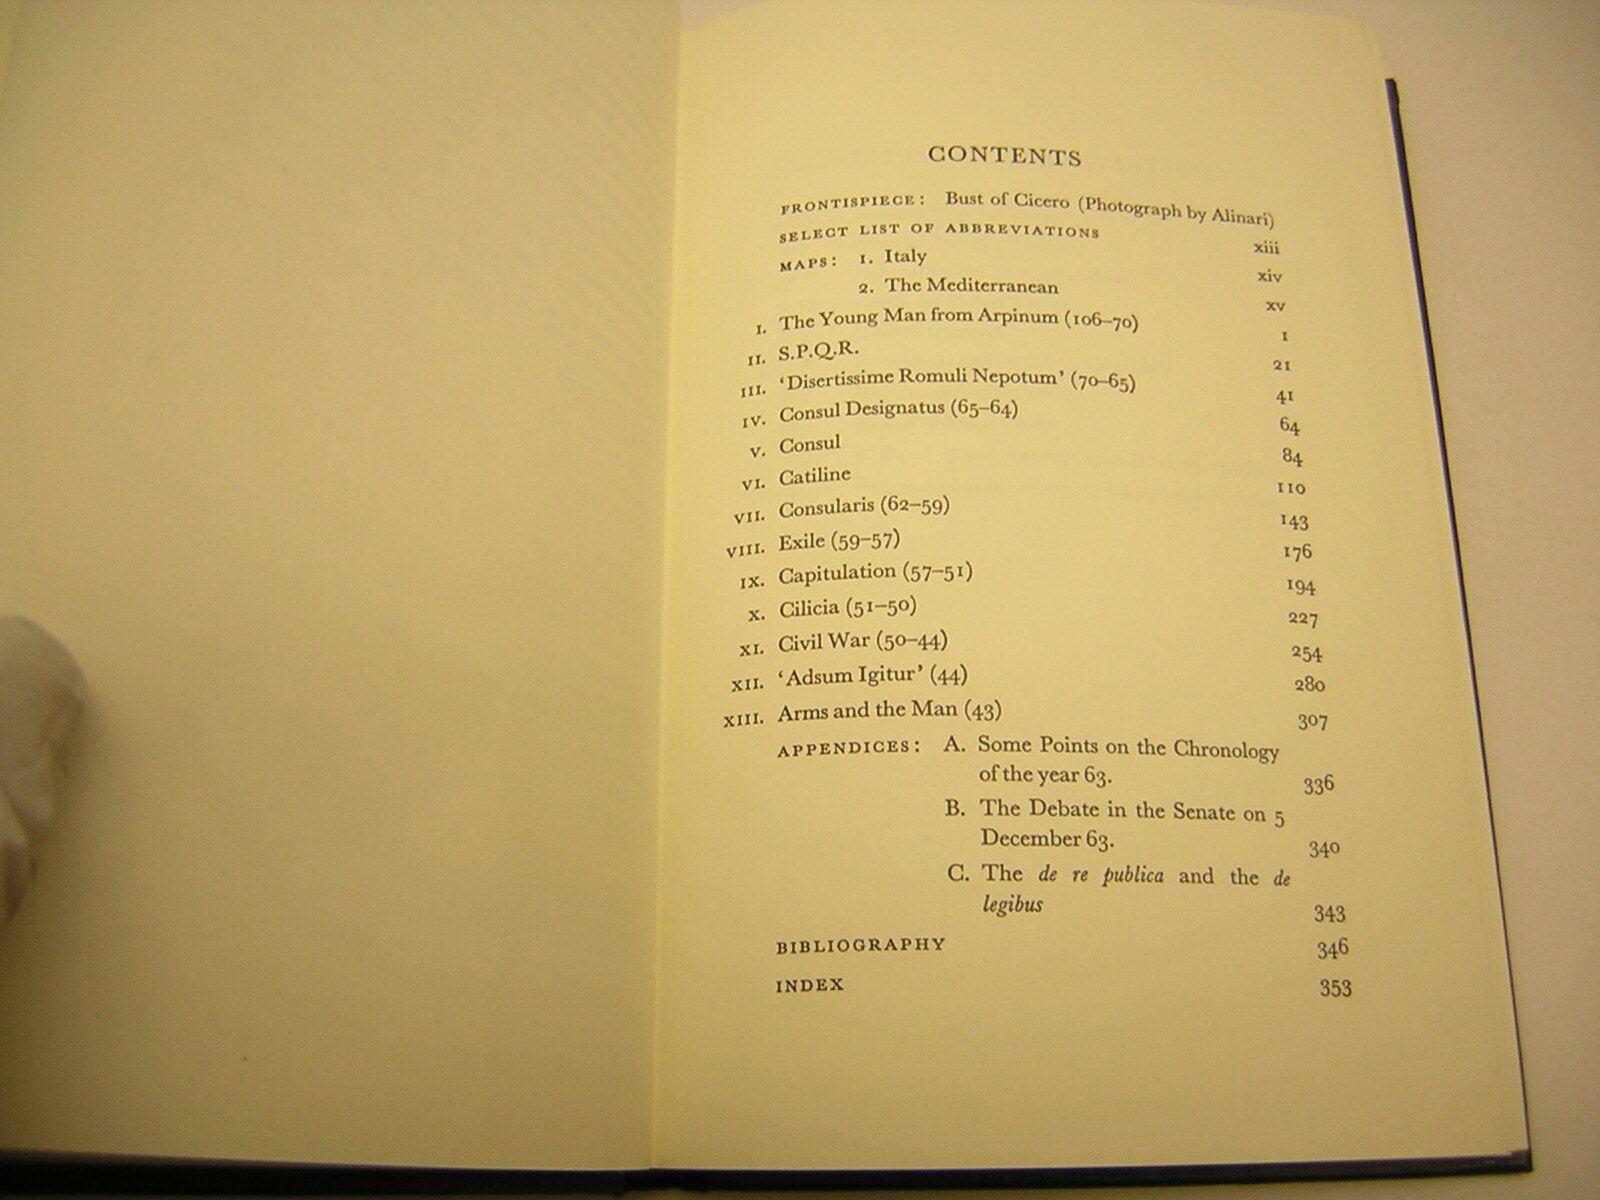 CONTENTS
FRONTISPIECE: Bust of Cicero (Photograph by Alinari)
SELECT LIST OF ABBREVIATIONS xiii
MAPS: 1. Italy xiv
2. The Mediterranean xv
I. The Young Man from Arpinum (106–70) 1
II. S.P.Q.R. 21
III. ‘Disertissime Romuli Nepotum’ (70–65) 41
IV. Consul Designatus (65–64) 64
V. Consul 84
VI. Catiline 110
VII. Consularis (62–59) 143
VIII. Exile (59–57) 176
IX. Capitulation (57–51) 194
X. Cilicia (51–50) 227
XI. Civil War (50–44) 254
XII. ‘Adsum Igitur’ (44) 280
XIII. Arms and the Man (43) 307
APPENDICES: A. Some Points on the Chronology
of the year 63. 336
B. The Debate in the Senate on 5
December 63. 340
C. The de re publica and the de
legibus 343
BIBLIOGRAPHY 346
INDEX 353